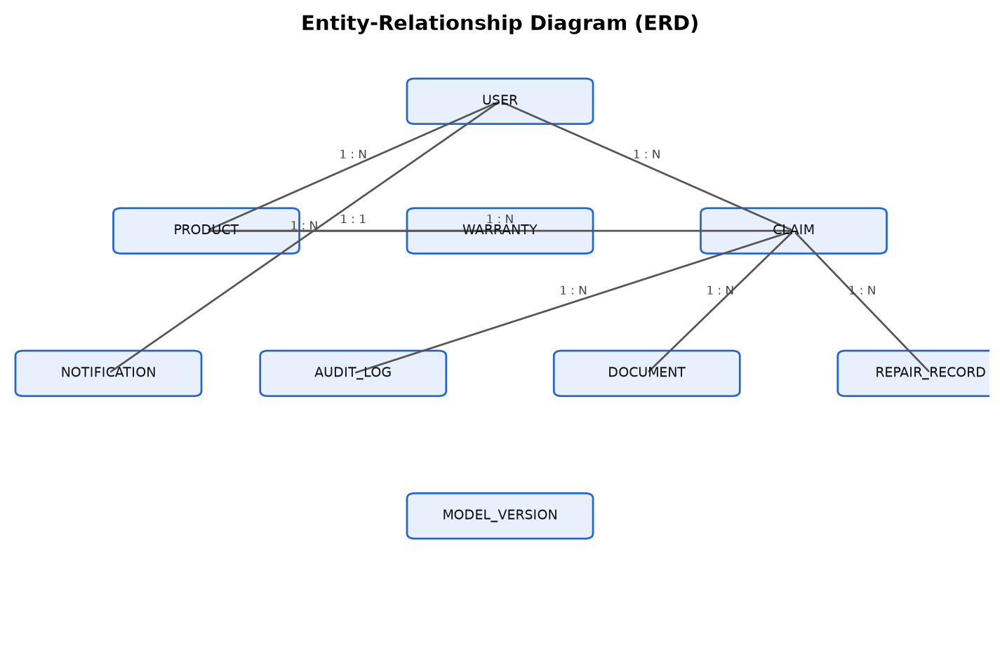 Entity-Relationship Diagram (ERD)
USER
1 : N
1 : N
PRODUCT
1 : N
1 : 1
WARRANTY
1 : N
CLAIM
1 : N
1 : N
1 : N
NOTIFICATION
AUDIT_LOG
DOCUMENT
REPAIR_RECORD
MODEL_VERSION